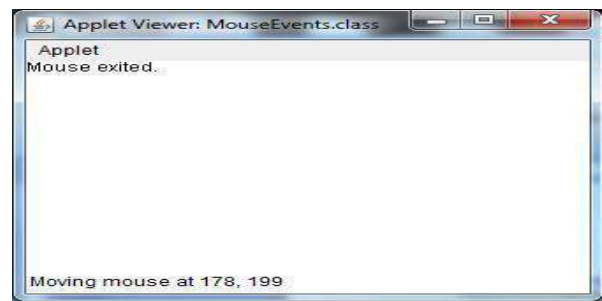 Applet Viewer: MouseEvents.class
Applet
Mouse exited.
Moving mouse at 178, 199